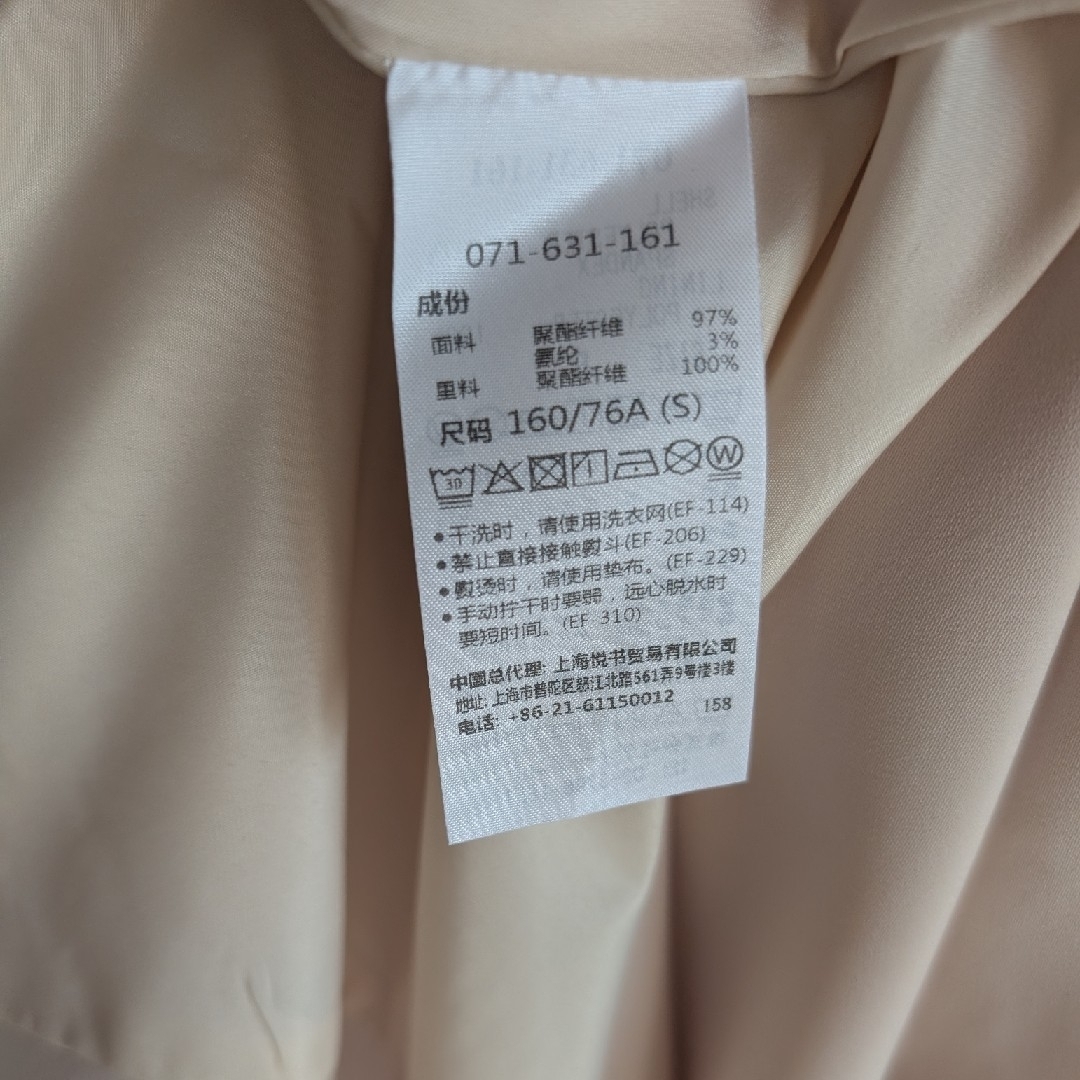 071-631-161
成份
面料 聚酯纤维 97%
氨纶 3%
里料 聚酯纤维 100%
尺码 160/76A (S)
30
W
•干洗时，请使用洗衣网(EF-114)
•禁止直接接触熨斗(EF-206)
•熨烫时，请使用垫布。(EF-229)
•手动拧干时要弱，远心脱水时
要短时间。(EF-310)
中國总代理: 上海悦书贸易有限公司
地址: 上海市普陀区怒江北路561弄9号楼3楼
电话: +86-21-61150012 158